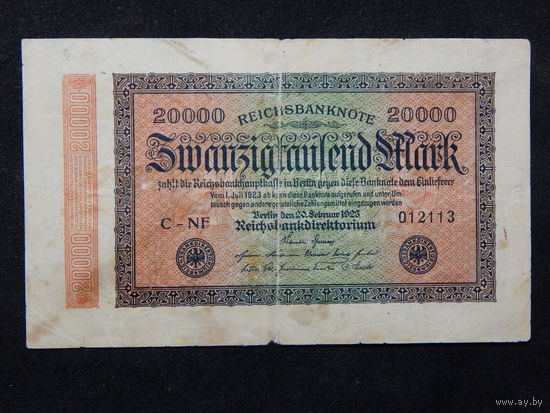 20000 REICHSBANKNOTE 20000
Zwanzigtausend Mark
zahlt die Reichsbankhauptkasse in Berlin gegen diese Banknote dem Einlieferer
Vom 1. Juli 1923 ab kann diese Banknote aufgerufen und unter Um
tausch gegen andere gesetzliche Zahlungsmittel eingezogen werden
Berlin, den 20. Februar 1923
C-NF Reichsbankdirektorium 012113
20000
20000
www.ay.by